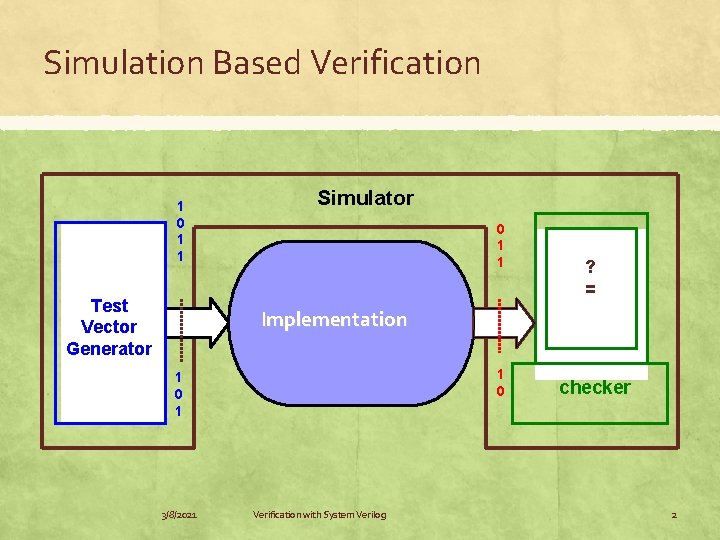 Simulation Based Verification
Simulator
1
0
1
1
0
1
1
?
=
Test
Vector
Generator
Implementation
1
0
1
1
0
checker
3/8/2021
Verification with System Verilog
2